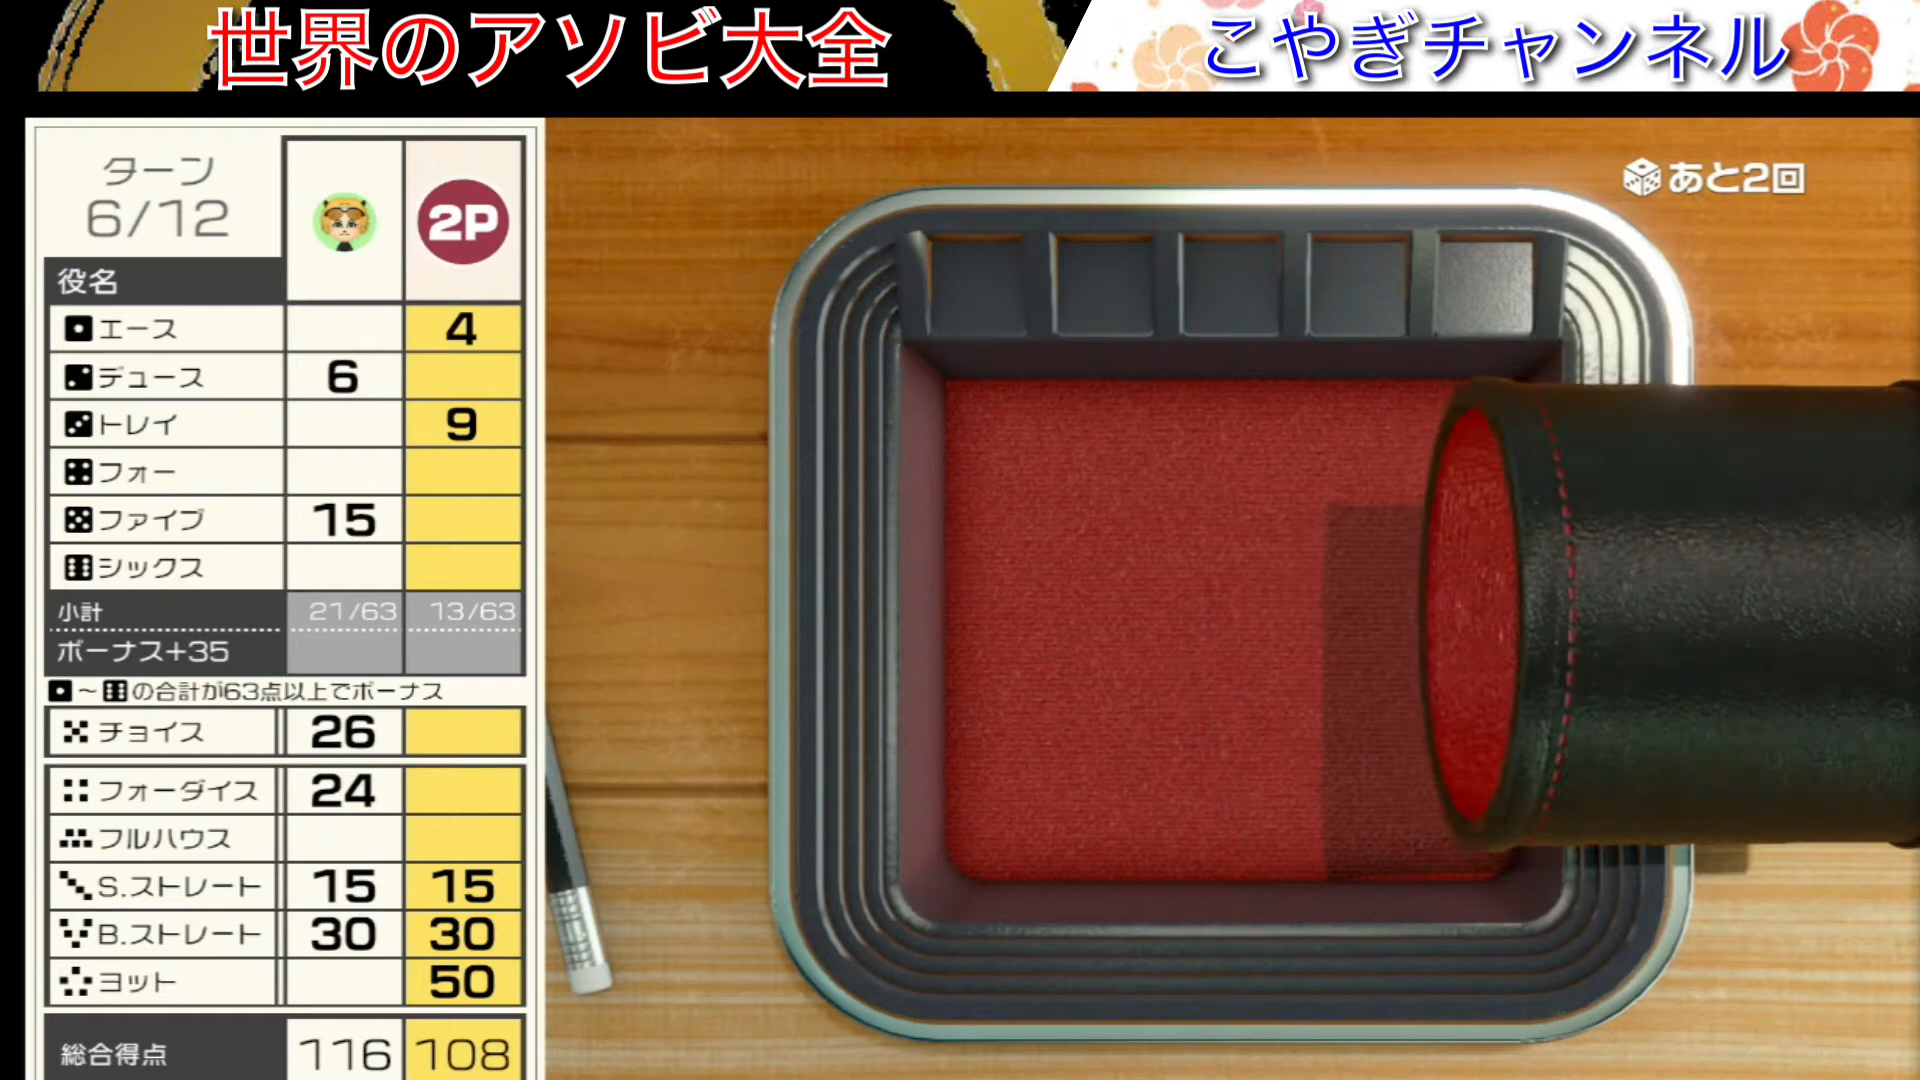 世界のアソビ大全
こやぎチャンネル
ターン
6/12
2P
あと2回
役名
エース 4
デュース 6
トレイ 9
フォー
ファイブ 15
シックス
小計 21/63 13/63
ボーナス+35
～の合計が63点以上でボーナス
チョイス 26
フォーダイス 24
フルハウス
S.ストレート 15 15
B.ストレート 30 30
ヨット 50
総合得点 116 108